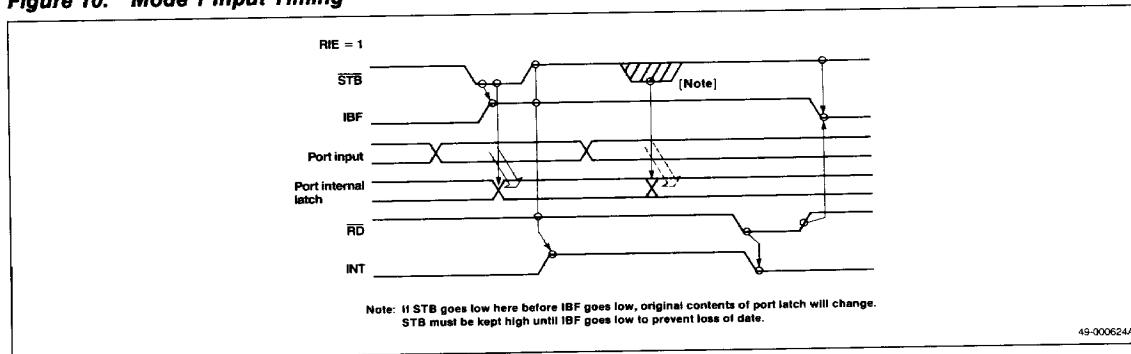 Figure 10. Mode 1 Input Timing
RIE = 1
STB
[Note]
IBF
Port input
Port internal
latch
RD
INT
Note: If STB goes low here before IBF goes low, original contents of port latch will change.
STB must be kept high until IBF goes low to prevent loss of date.
49-000624A